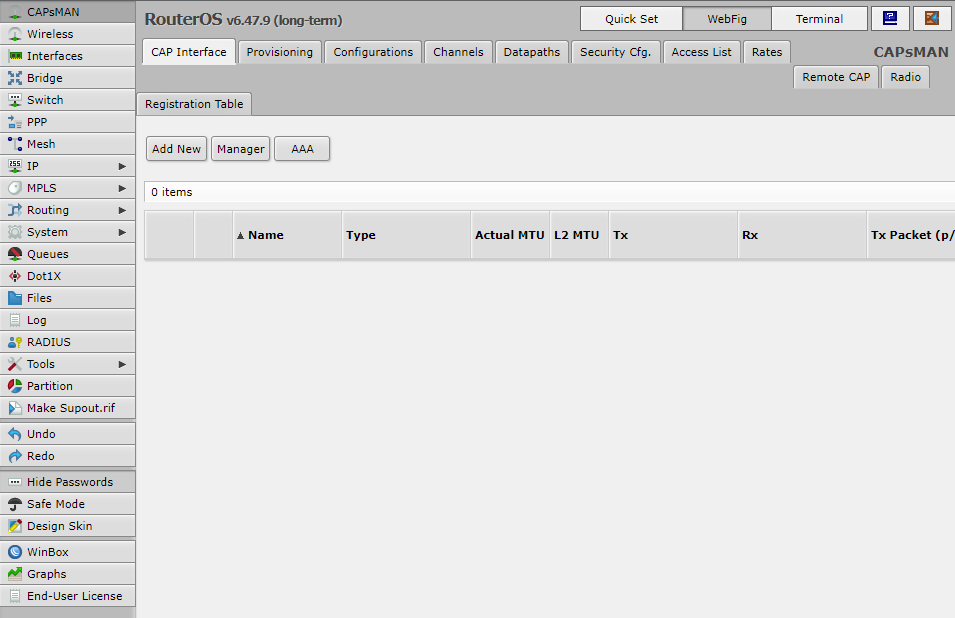 CAPsMAN
Wireless
Interfaces
Bridge
Switch
PPP
Mesh
IP
MPLS
Routing
System
Queues
Dot1X
Files
Log
RADIUS
Tools
Partition
Make Supout.rif
Undo
Redo
Hide Passwords
Safe Mode
Design Skin
WinBox
Graphs
End-User License
RouterOS v6.47.9 (long-term)
Quick Set WebFig Terminal
CAP Interface Provisioning Configurations Channels Datapaths Security Cfg. Access List Rates CAPsMAN
Remote CAP Radio
Registration Table
Add New Manager AAA
0 items
▲ Name Type Actual MTU L2 MTU Tx Rx Tx Packet (p/